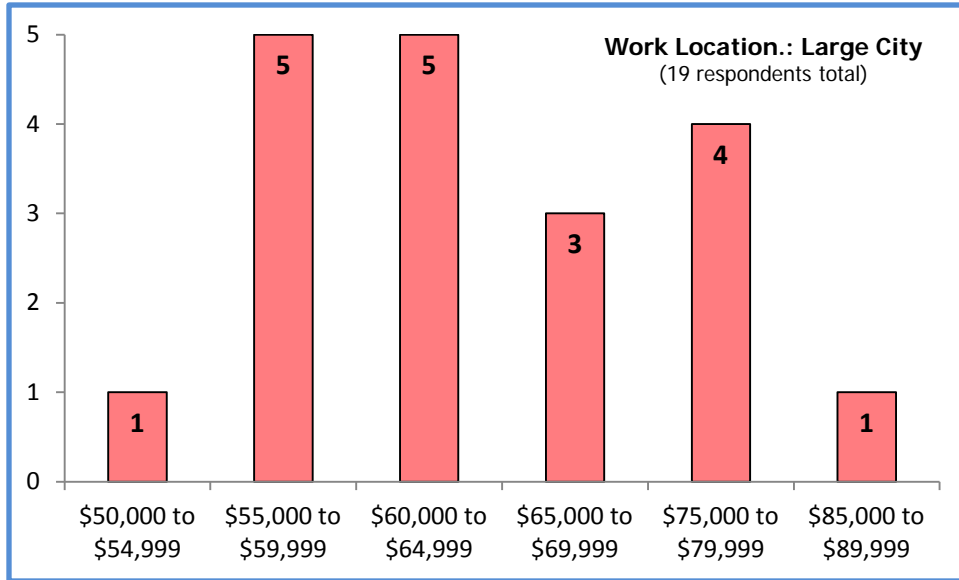 Work Location.: Large City
(19 respondents total)
5
4
3
2
1
0
1
5
5
3
4
1
$50,000 to $54,999
$55,000 to $59,999
$60,000 to $64,999
$65,000 to $69,999
$75,000 to $79,999
$85,000 to $89,999